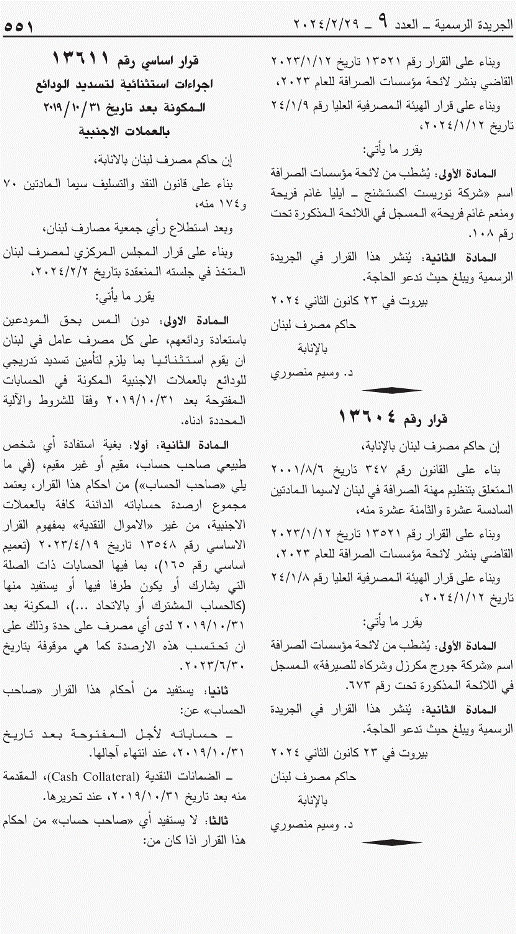 الجريدة الرسمية ـ العدد ٩ ـ ٢٠٢٤/٢/٢٩
٥٥١
وبناء على القرار رقم ١٣٥٢١ تاريخ ٢٠٢٣/١/١٢
القاضي بنشر لائحة مؤسسات الصرافة للعام ٢٠٢٣،
وبناء على قرار الهيئة المصرفية العليا رقم ٢٤/١/٩
تاريخ ٢٠٢٤/١/١٢،
يقرر ما يأتي:
المادة الأولى: يُشطب من لائحة مؤسسات الصرافة
اسم «شركة توريست اكستشنج ـ ايليا غانم فريحة
ومنعم غانم فريحة» المسجل في اللائحة المذكورة تحت
رقم ١٠٨.
المادة الثانية: يُنشر هذا القرار في الجريدة
الرسمية ويبلغ حيث تدعو الحاجة.
بيروت في ٢٣ كانون الثاني ٢٠٢٤
حاكم مصرف لبنان
بالإنابة
د. وسيم منصوري
قرار رقم ١٣٦٠٤
إن حاكم مصرف لبنان بالإنابة،
بناء على القانون رقم ٣٤٧ تاريخ ٢٠٠١/٨/٦
المتعلق بتنظيم مهنة الصرافة في لبنان لاسيما المادتين
السادسة عشرة والثامنة عشرة منه،
وبناء على القرار رقم ١٣٥٢١ تاريخ ٢٠٢٣/١/١٢
القاضي بنشر لائحة مؤسسات الصرافة للعام ٢٠٢٣،
وبناء على قرار الهيئة المصرفية العليا رقم ٢٤/١/٨
تاريخ ٢٠٢٤/١/١٢،
يقرر ما يأتي:
المادة الأولى: يُشطب من لائحة مؤسسات الصرافة
اسم «شركة جورج مكرزل وشركاه للصيرفة» المسجل
في اللائحة المذكورة تحت رقم ٦٧٣.
المادة الثانية: يُنشر هذا القرار في الجريدة
الرسمية ويبلغ حيث تدعو الحاجة.
بيروت في ٢٣ كانون الثاني ٢٠٢٤
حاكم مصرف لبنان
بالإنابة
د. وسيم منصوري
قرار اساسي رقم ١٣٦١١
اجراءات استثنائية لتسديد الودائع
المكونة بعد تاريخ ٢٠١٩/١٠/٣١
بالعملات الاجنبية
إن حاكم مصرف لبنان بالانابة،
بناء على قانون النقد والتسليف سيما المادتين ٧٠
و١٧٤ منه،
وبعد استطلاع رأي جمعية مصارف لبنان،
وبناء على قرار المجلس المركزي لمصرف لبنان
المتخذ في جلسته المنعقدة بتاريخ ٢٠٢٤/٢/٢،
يقرر ما يأتي:
المادة الاولى: دون المس بحق المودعين
باستعادة ودائعهم، على كل مصرف عامل في لبنان
ان يقوم استثنائيا بما يلزم لتأمين تسديد تدريجي
للودائع بالعملات الاجنبية المكونة في الحسابات
المفتوحة بعد ٢٠١٩/١٠/٣١ وفقا للشروط والآلية
المحددة ادناه.
المادة الثانية: أولا: بغية استفادة أي شخص
طبيعي صاحب حساب، مقيم أو غير مقيم، (في ما
يلي «صاحب الحساب») من احكام هذا القرار، يعتمد
مجموع ارصدة حساباته الدائنة كافة بالعملات
الاجنبية، من غير «الاموال النقدية» بمفهوم القرار
الاساسي رقم ١٣٥٤٨ تاريخ ٢٠٢٣/٤/١٩ (تعميم
اساسي رقم ١٦٥)، بما فيها الحسابات ذات الصلة
التي يشارك أو يكون طرفا فيها أو يستفيد منها
(كالحساب المشترك أو بالاتحاد ...)، المكونة بعد
٢٠١٩/١٠/٣١ لدى أي مصرف على حدة وذلك على
ان تحتسب هذه الارصدة كما هي موقوفة بتاريخ
٢٠٢٣/٦/٣٠.
ثانيا: يستفيد من أحكام هذا القرار «صاحب
الحساب» عن:
ـ حساباته لأجل المفتوحة بعد تاريخ
٢٠١٩/١٠/٣١، عند انتهاء آجالها.
ـ الضمانات النقدية (Cash Collateral)، المقدمة
منه بعد تاريخ ٢٠١٩/١٠/٣١، عند تحريرها.
ثالثا: لا يستفيد أي «صاحب حساب» من احكام
هذا القرار اذا كان من: